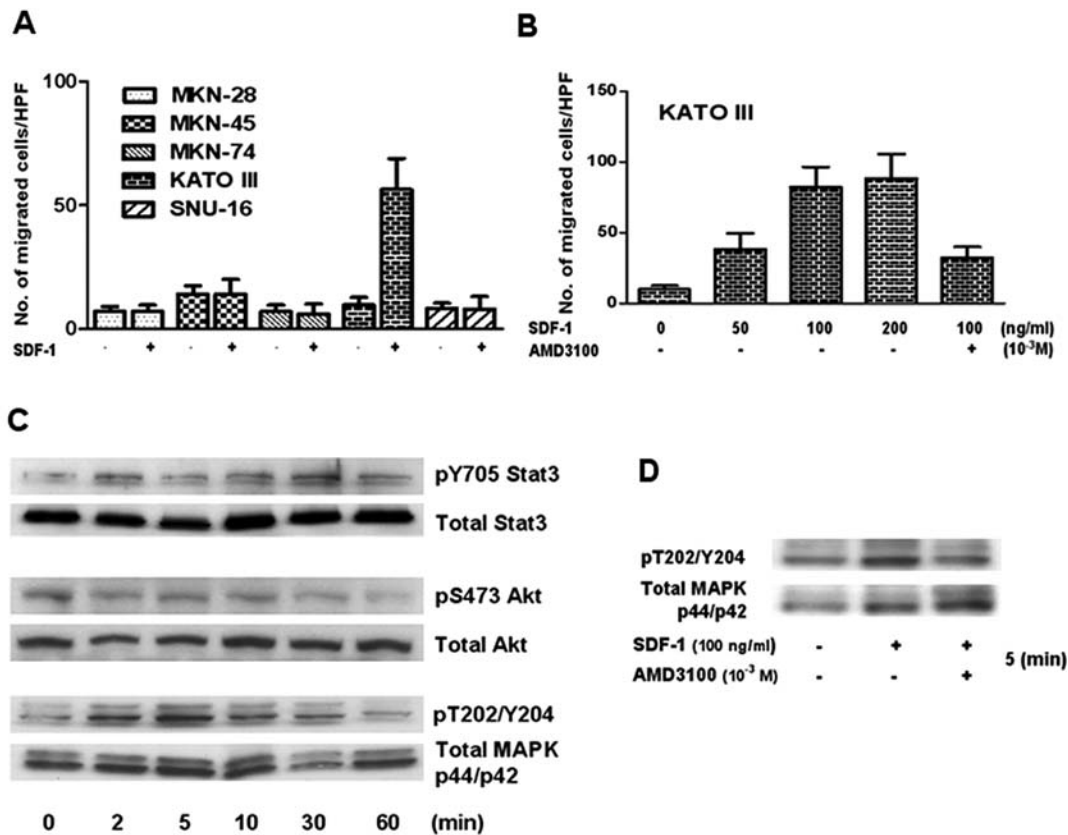 A
No. of migrated cells/HPF
100
50
0
MKN-28
MKN-45
MKN-74
KATO III
SNU-16
SDF-1 - + - + - + - + - +
B
No. of migrated cells/HPF
150
100
50
0
KATO III
SDF-1 0 50 100 200 100 (ng/ml)
AMD3100 - - - - + (10-3M)
C
pY705 Stat3
Total Stat3
pS473 Akt
Total Akt
pT202/Y204
Total MAPK
p44/p42
0 2 5 10 30 60 (min)
D
pT202/Y204
Total MAPK
p44/p42
SDF-1 (100 ng/ml) - + +
AMD3100 (10-3 M) - - +
5 (min)